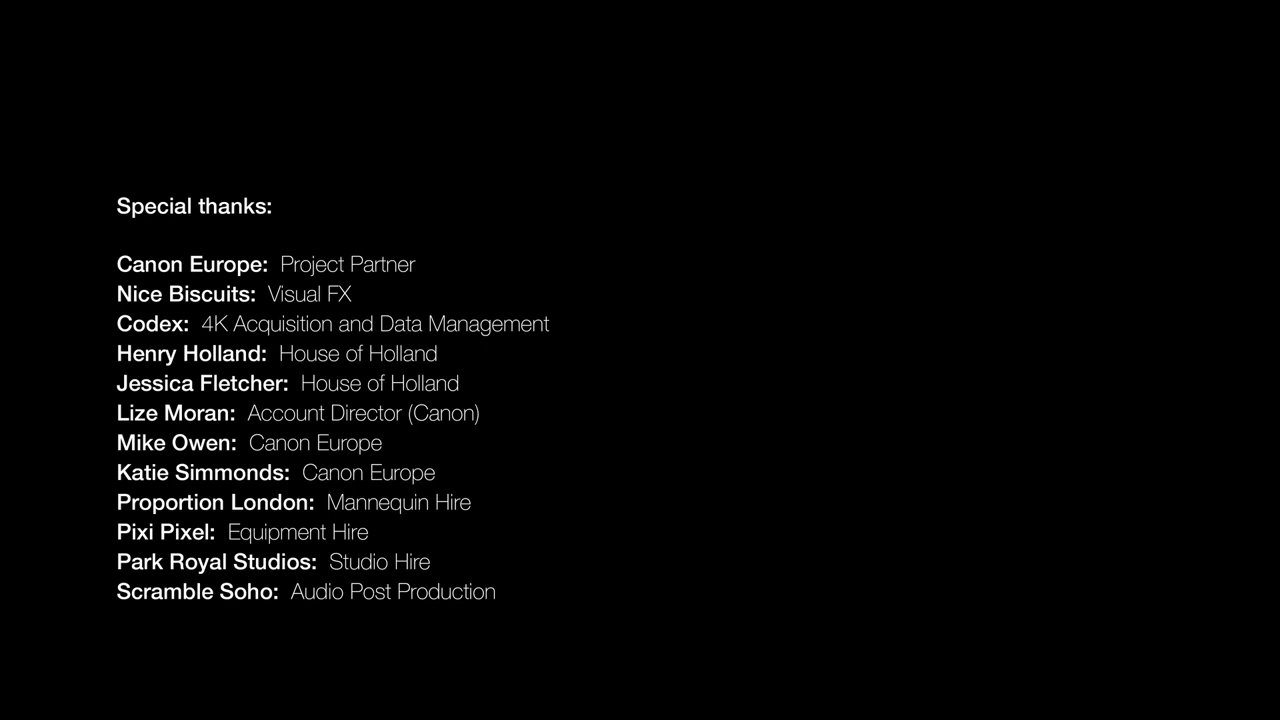 Special thanks:
Canon Europe: Project Partner
Nice Biscuits: Visual FX
Codex: 4K Acquisition and Data Management
Henry Holland: House of Holland
Jessica Fletcher: House of Holland
Lize Moran: Account Director (Canon)
Mike Owen: Canon Europe
Katie Simmonds: Canon Europe
Proportion London: Mannequin Hire
Pixi Pixel: Equipment Hire
Park Royal Studios: Studio Hire
Scramble Soho: Audio Post Production